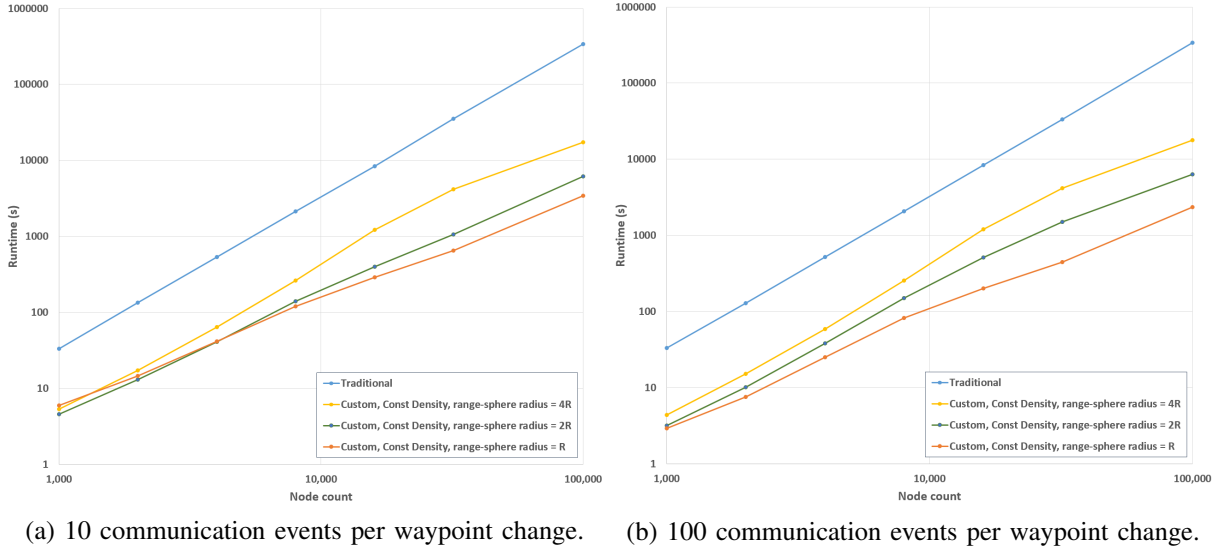 1000000
100000
10000
1000
100
10
1
Runtime (s)
1,000
10,000
100,000
Node count
Traditional
Custom, Const Density, range-sphere radius = 4R
Custom, Const Density, range-sphere radius = 2R
Custom, Const Density, range-sphere radius = R
(a) 10 communication events per waypoint change.
1000000
100000
10000
1000
100
10
1
Runtime (s)
1,000
10,000
100,000
Node count
Traditional
Custom, Const Density, range-sphere radius = 4R
Custom, Const Density, range-sphere radius = 2R
Custom, Const Density, range-sphere radius = R
(b) 100 communication events per waypoint change.